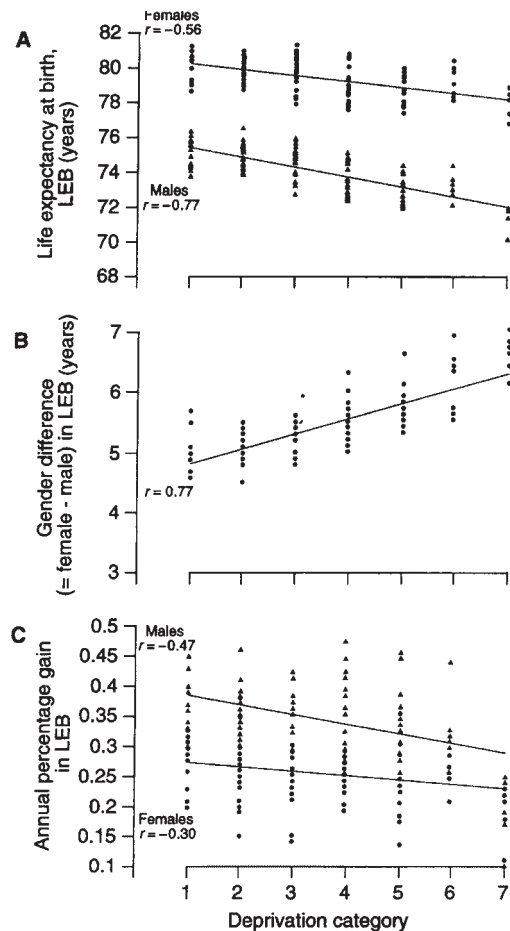 A
Females
r = -0.56
82
80
78
76
74
72
70
68
Life expectancy at birth,
LEB (years)
Males
r = -0.77
B
7
6
5
4
3
Gender difference
(= female - male) in LEB (years)
r = 0.77
C
0.5
0.45
0.4
0.35
0.3
0.25
0.2
0.15
0.1
Males
r = -0.47
Annual percentage gain
in LEB
Females
r = -0.30
1 2 3 4 5 6 7
Deprivation category